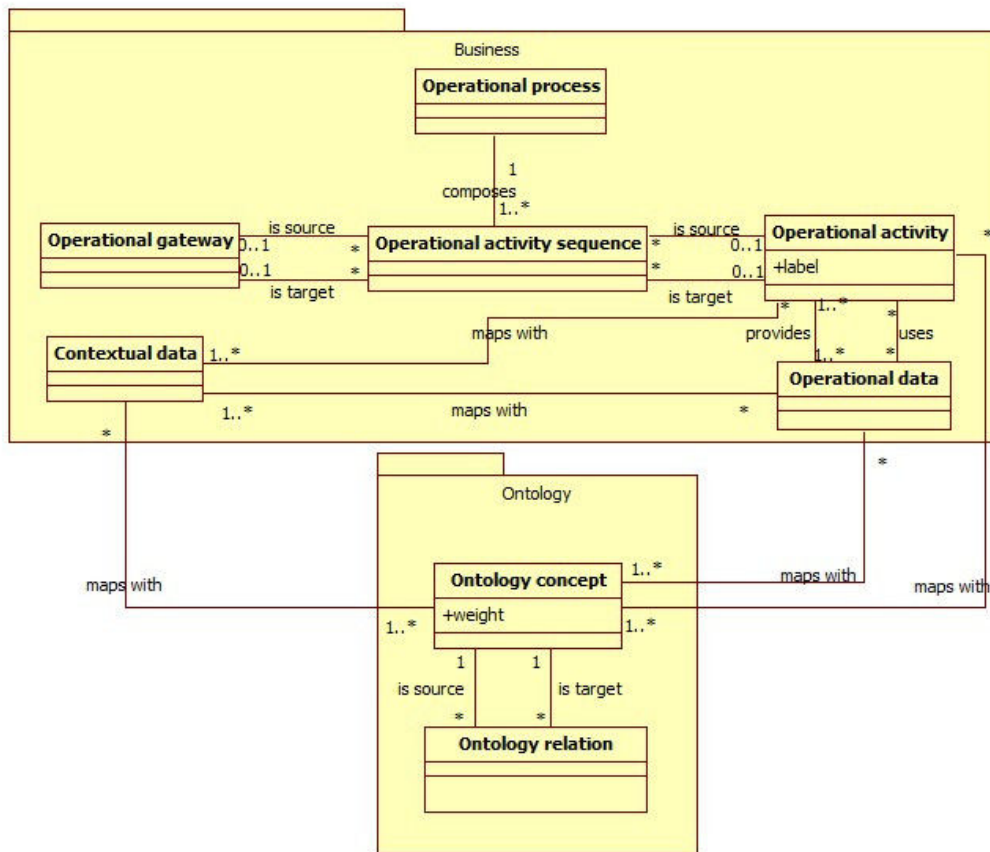 Business
Operational process
1
composes
1..*
Operational gateway
is source
0..1
*
0..1
*
is target
Operational activity sequence
is source
*
0..1
*
0..1
is target
Operational activity
+label
*
*
1..*
*
maps with
provides
uses
Contextual data
1..*
1..*
*
Operational data
1..*
maps with
*
*
*
Ontology
maps with
Ontology concept
1..*
maps with
maps with
+weight
1..*
1..*
1
1
is source
is target
*
*
Ontology relation